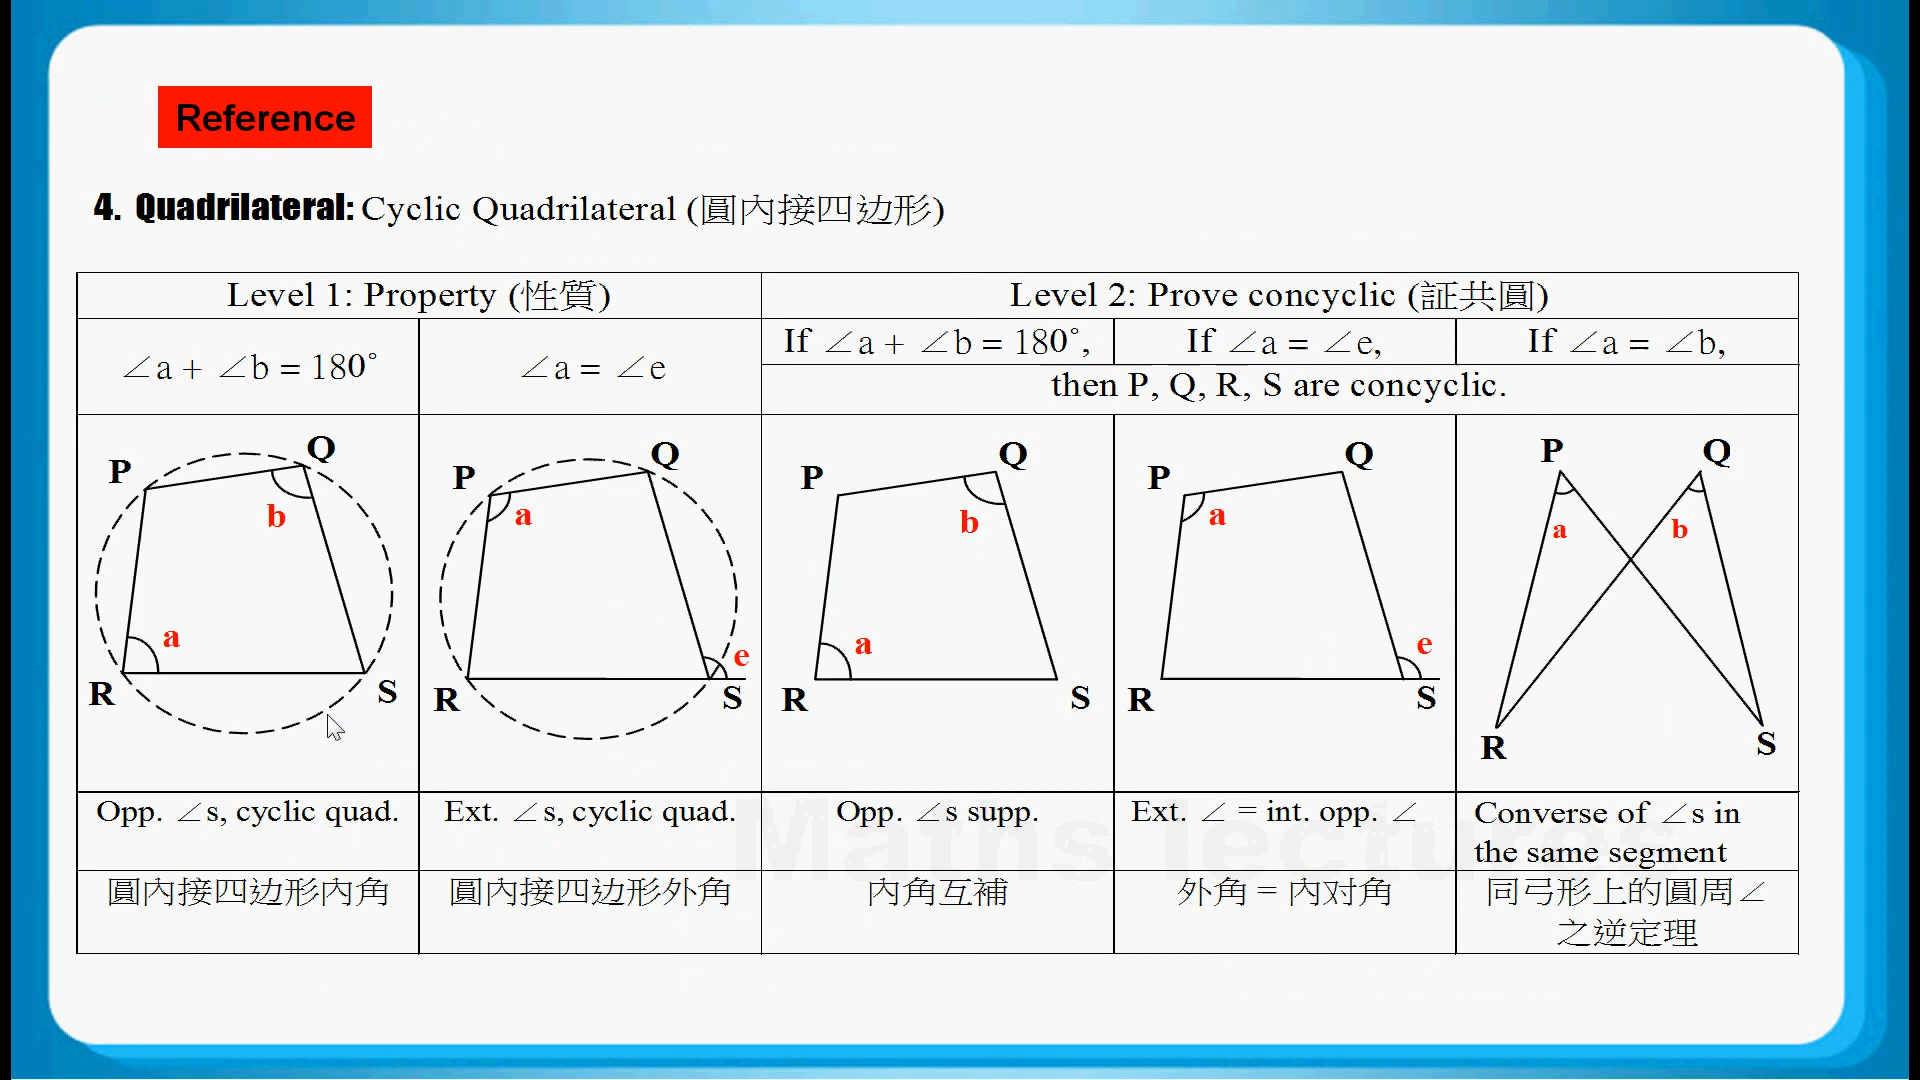 Reference
4. Quadrilateral: Cyclic Quadrilateral (圓內接四边形)
Level 1: Property (性質)
Level 2: Prove concyclic (証共圓)
∠a + ∠b = 180°
∠a = ∠e
If ∠a + ∠b = 180°,
If ∠a = ∠e,
If ∠a = ∠b,
then P, Q, R, S are concyclic.
P
Q
b
a
R
S
P
Q
a
e
R
S
P
Q
b
a
R
S
P
Q
a
e
R
S
P
Q
a
b
R
S
Opp. ∠s, cyclic quad.
Ext. ∠s, cyclic quad.
Opp. ∠s supp.
Ext. ∠ = int. opp. ∠
Converse of ∠s in
the same segment
圓內接四边形內角
圓內接四边形外角
內角互補
外角 = 內对角
同弓形上的圓周∠
之逆定理
Maths lectures